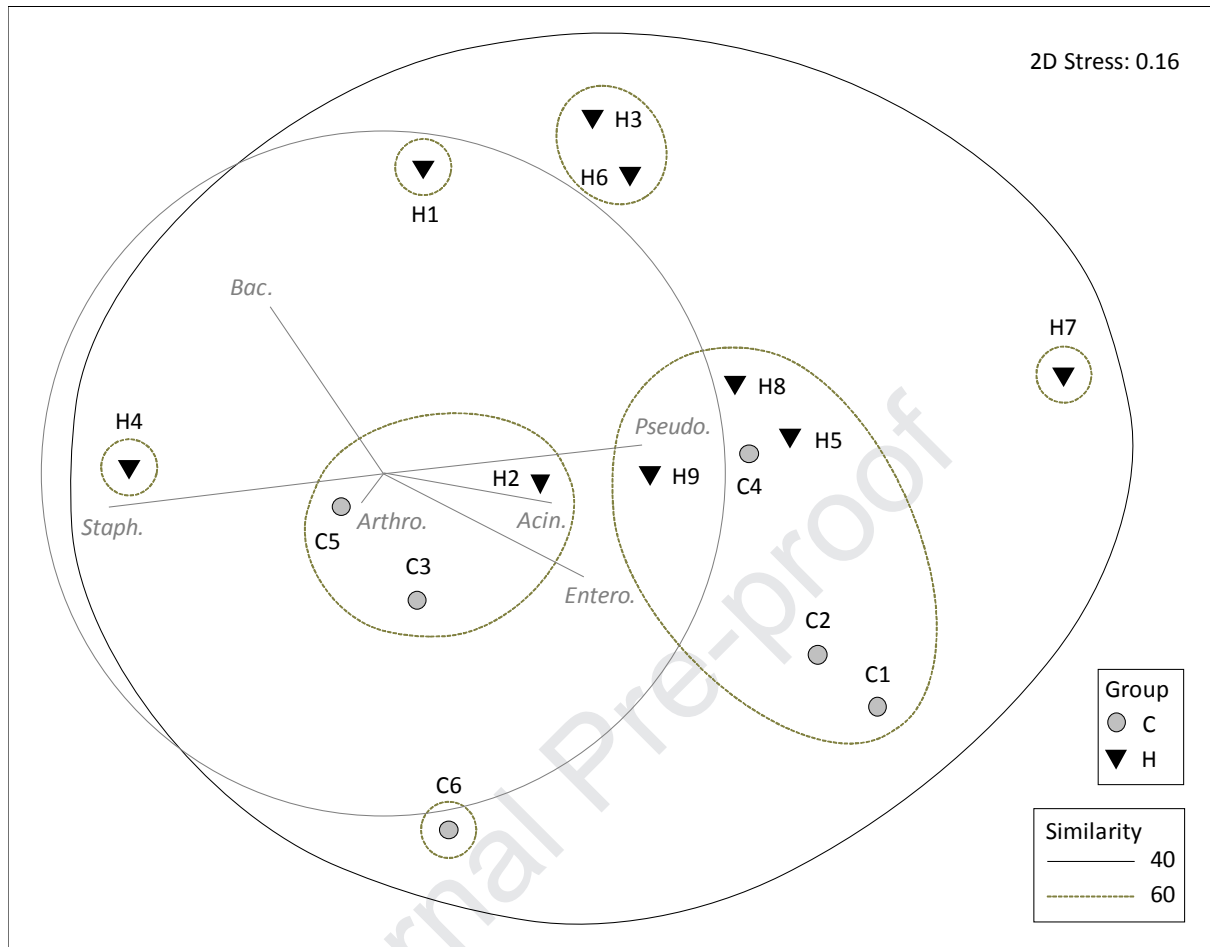 2D Stress: 0.16
H3
H6
H1
Bac.
H7
H8
H4
Pseudo.
H5
H2
H9
C4
Staph.
Arthro.
Acin.
C5
C3
Entero.
C2
C1
Group
C
H
C6
Similarity
40
60
rnal Pre-proof